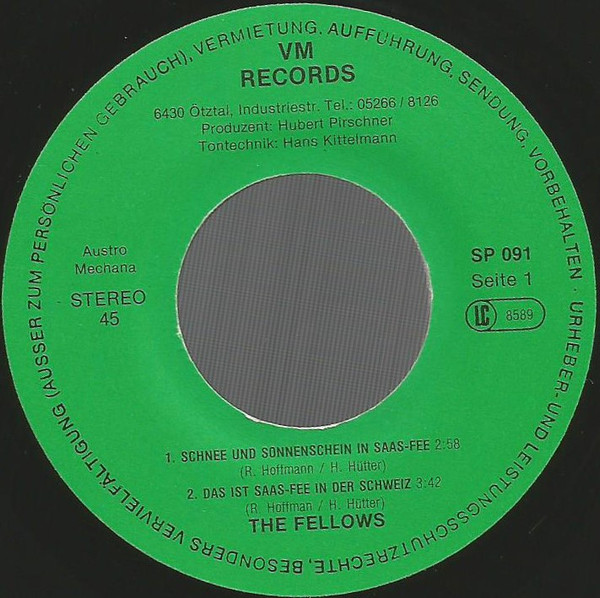 URHEBER- UND LEISTUNGSSCHUTZRECHTE, BESONDERS VERVIELFÄLTIGUNG (AUSSER ZUM PERSÖNLICHEN GEBRAUCH), VERMIETUNG, AUFFÜHRUNG, SENDUNG, VORBEHALTEN ·
VM
RECORDS
6430 Ötztal, Industriestr. Tel.: 05266 / 8126
Produzent: Hubert Pirschner
Tontechnik: Hans Kittelmann
Austro
Mechana
STEREO
45
SP 091
Seite 1
LC 8589
1. SCHNEE UND SONNENSCHEIN IN SAAS-FEE 2:58
(R. Hoffmann / H. Hütter)
2. DAS IST SAAS-FEE IN DER SCHWEIZ 3:42
(R. Hoffman / H. Hütter)
THE FELLOWS